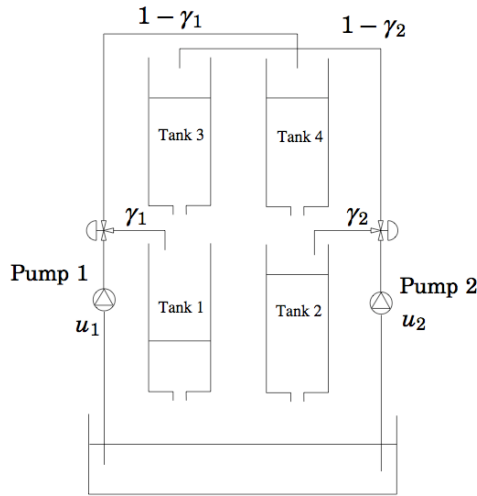 1 − γ₁
1 − γ₂
Tank 3
Tank 4
γ₁
γ₂
Pump 1
Pump 2
Tank 1
Tank 2
u₁
u₂